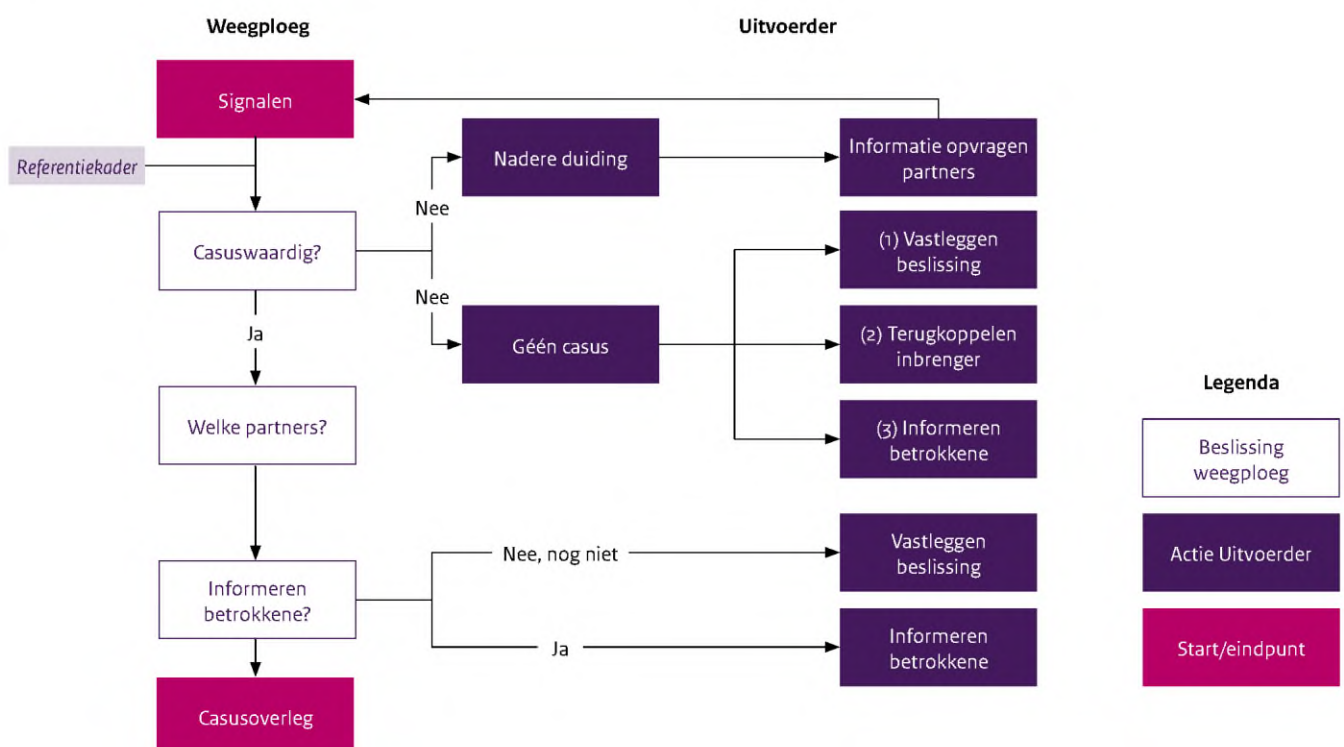 Weegploeg
Uitvoerder
Signalen
Referentiekader
Nadere duiding
Informatie opvragen
partners
Nee
Casuswaardig?
(1) Vastleggen
beslissing
Nee
Ja
Géén casus
(2) Terugkoppelen
inbrenger
Welke partners?
(3) Informeren
betrokkene
Nee, nog niet
Vastleggen
beslissing
Informeren
betrokkene?
Ja
Informeren
betrokkene
Casusoverleg
Legenda
Beslissing
weegploeg
Actie Uitvoerder
Start/eindpunt